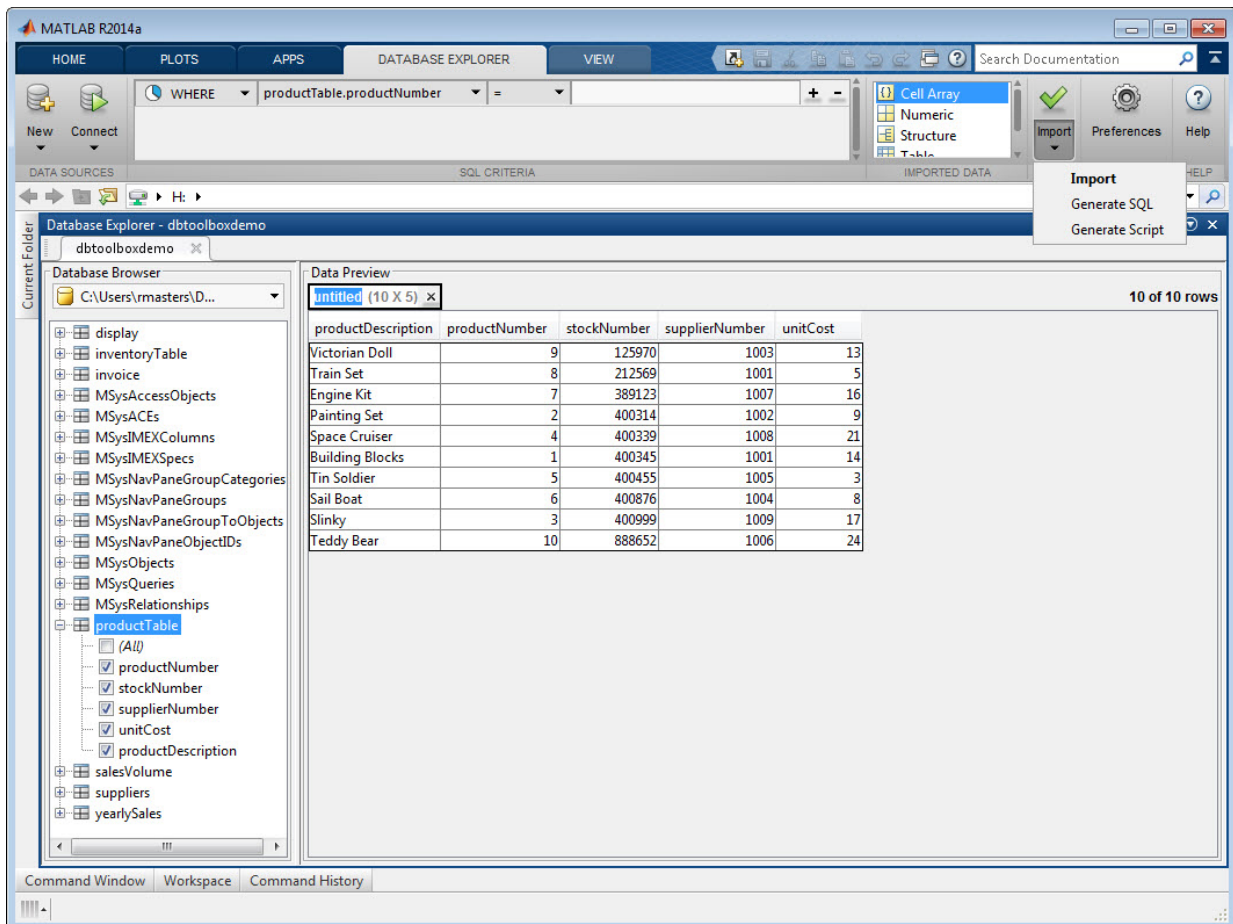 MATLAB R2014a
HOME PLOTS APPS DATABASE EXPLORER VIEW Search Documentation
New
Connect
WHERE productTable.productNumber = + -
Cell Array
Numeric
Structure
Table
Import
Preferences
Help
DATA SOURCES SQL CRITERIA IMPORTED DATA HELP
Import
Generate SQL
Generate Script
H:
Current Folder
Database Explorer - dbtoolboxdemo
dbtoolboxdemo
Database Browser
C:\Users\rmasters\D...
display
inventoryTable
invoice
MSysAccessObjects
MSysACEs
MSysIMEXColumns
MSysIMEXSpecs
MSysNavPaneGroupCategories
MSysNavPaneGroups
MSysNavPaneGroupToObjects
MSysNavPaneObjectIDs
MSysObjects
MSysQueries
MSysRelationships
productTable
(All)
productNumber
stockNumber
supplierNumber
unitCost
productDescription
salesVolume
suppliers
yearlySales
Data Preview
untitled (10 X 5) 10 of 10 rows
productDescription productNumber stockNumber supplierNumber unitCost
Victorian Doll 9 125970 1003 13
Train Set 8 212569 1001 5
Engine Kit 7 389123 1007 16
Painting Set 2 400314 1002 9
Space Cruiser 4 400339 1008 21
Building Blocks 1 400345 1001 14
Tin Soldier 5 400455 1005 3
Sail Boat 6 400876 1004 8
Slinky 3 400999 1009 17
Teddy Bear 10 888652 1006 24
Command Window Workspace Command History